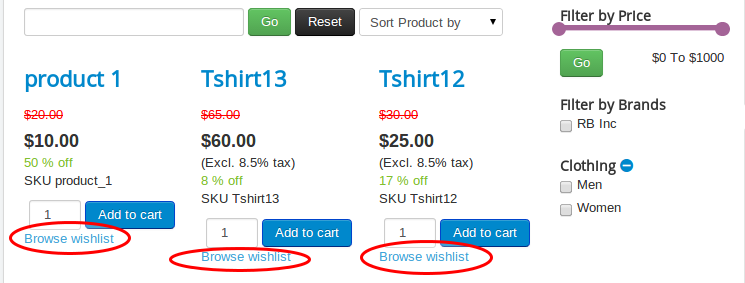 Go Reset Sort Product by
product 1 Tshirt13 Tshirt12
$20.00 $65.00 $30.00
$10.00 $60.00 $25.00
50 % off (Excl. 8.5% tax) (Excl. 8.5% tax)
SKU product_1 8 % off 17 % off
SKU Tshirt13 SKU Tshirt12
1 Add to cart 1 Add to cart 1 Add to cart
Browse wishlist Browse wishlist Browse wishlist
Filter by Price
Go $0 To $1000
Filter by Brands
RB Inc
Clothing
Men
Women